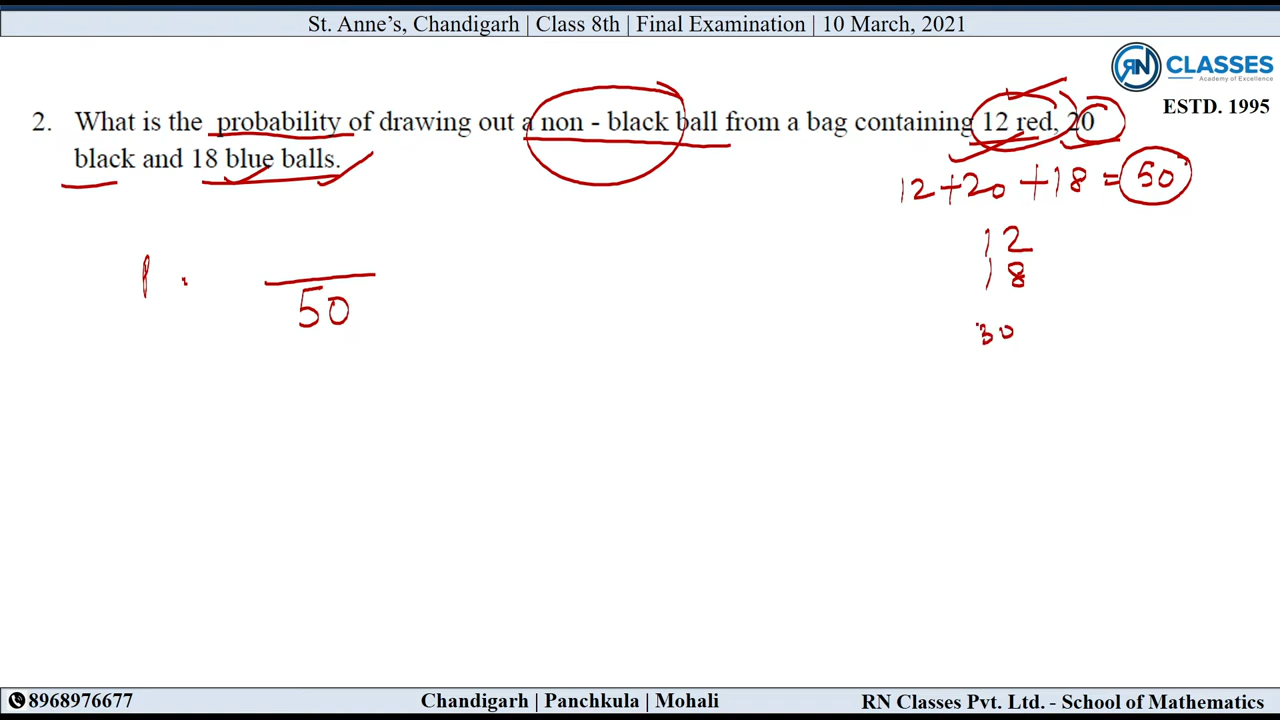 St. Anne’s, Chandigarh | Class 8th | Final Examination | 10 March, 2021
RN CLASSES
Academy of Excellence
ESTD. 1995
2. What is the probability of drawing out a non - black ball from a bag containing 12 red, 20
black and 18 blue balls.
12 + 20 + 18 = 50
12
18
30
P
50
8968976677
Chandigarh | Panchkula | Mohali
RN Classes Pvt. Ltd. - School of Mathematics